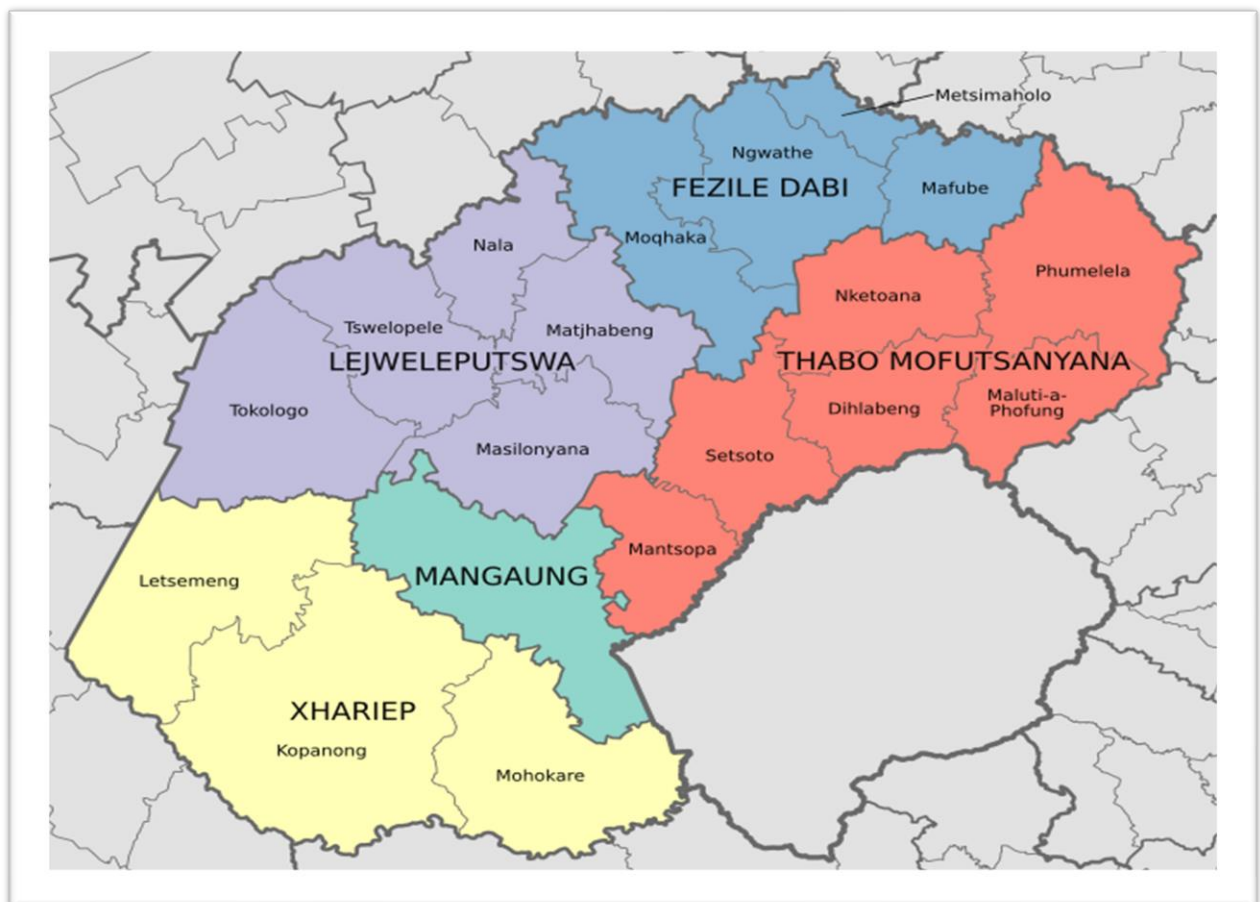 Metsimaholo
Ngwathe
FEZILE DABI
Mafube
Moqhaka
Nala
Phumelela
Nketoana
Tswelopele
Matjhabeng
LEJWELEPUTSWA
THABO MOFUTSANYANA
Tokologo
Dihlabeng
Maluti-a-
Phofung
Masilonyana
Setsoto
Mantsopa
Letsemeng
MANGAUNG
XHARIEP
Kopanong
Mohokare